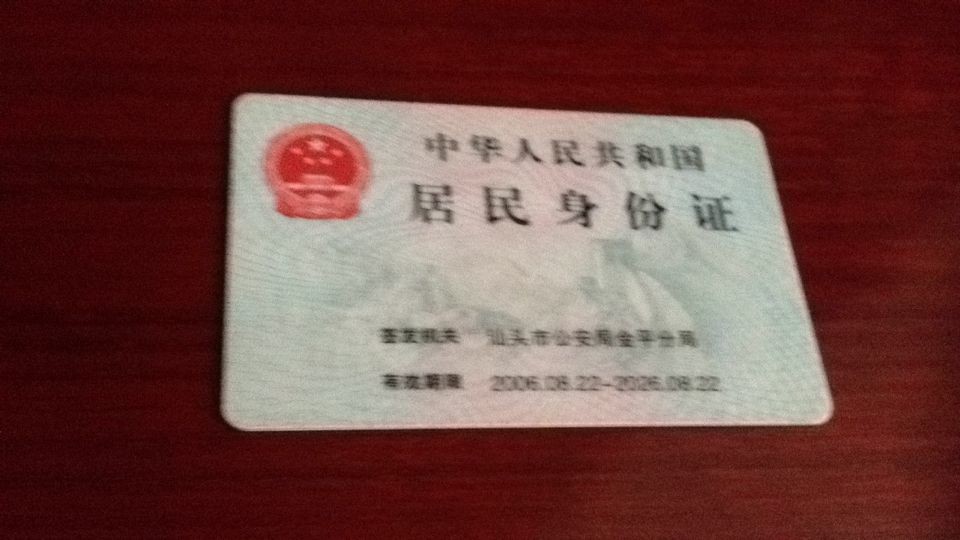 中华人民共和国
居民身份证
签发机关 汕头市公安局金平分局
有效期限 2006.08.22-2026.08.22